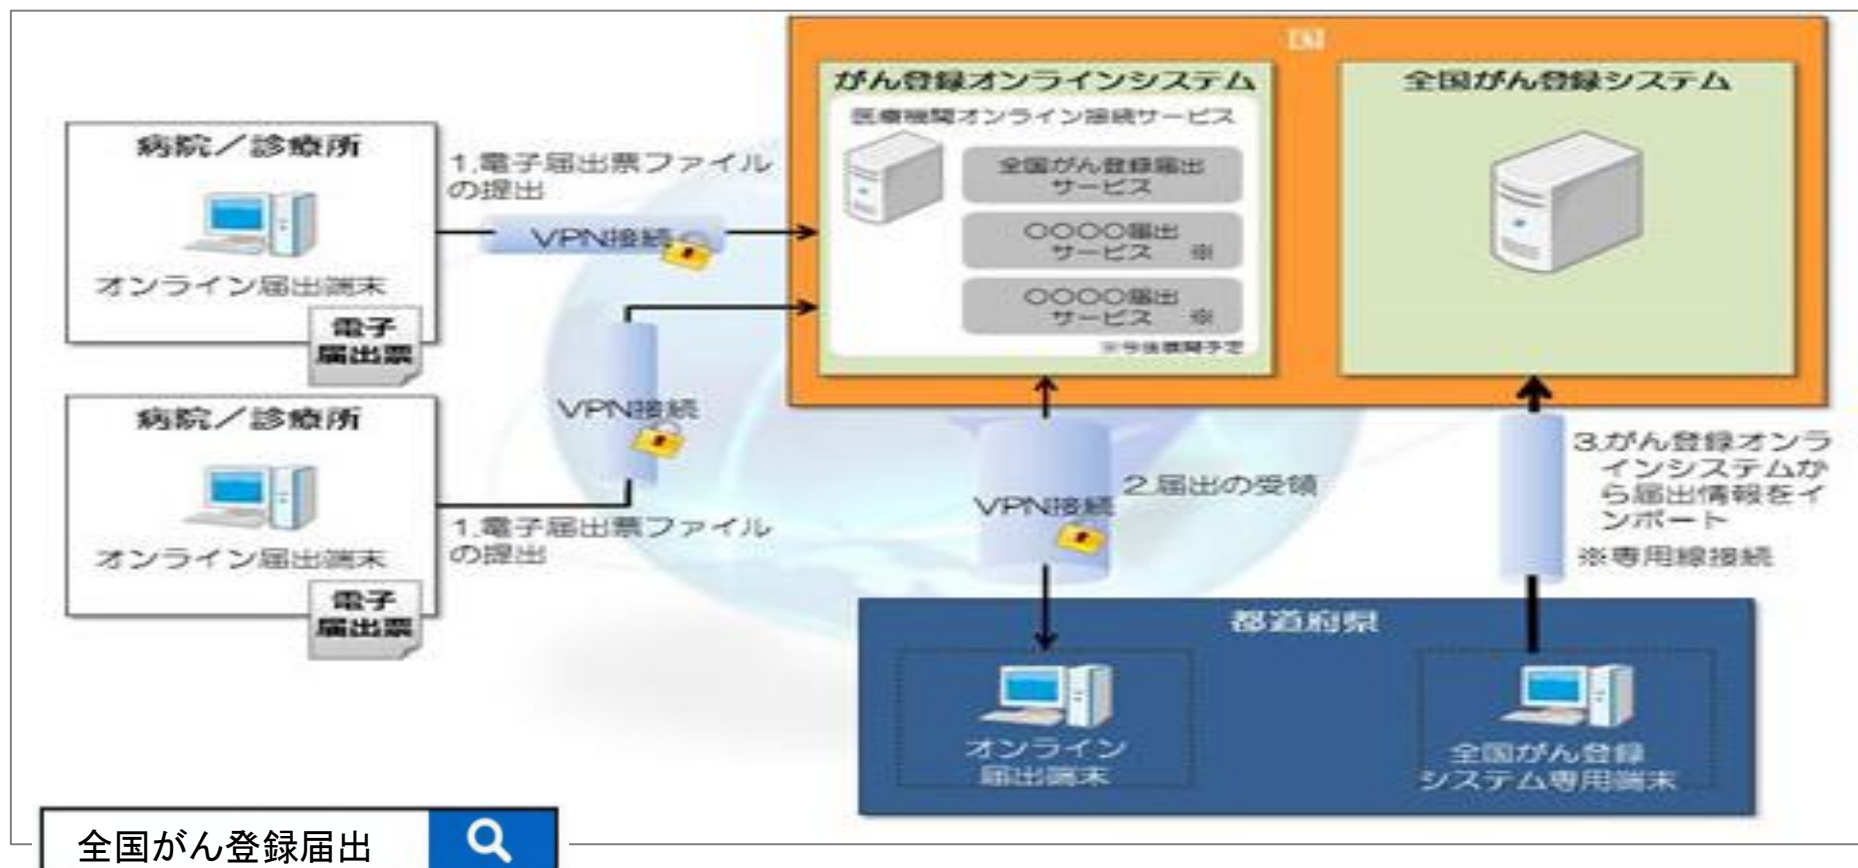 国
がん登録オンラインシステム
医療機関オンライン接続サービス
全国がん登録届出
サービス
〇〇〇〇届出
サービス ※
〇〇〇〇届出
サービス ※
※今後展開予定
全国がん登録システム
病院／診療所
オンライン届出端末
電子
届出票
1.電子届出票ファイル
の提出
VPN接続
病院／診療所
オンライン届出端末
電子
届出票
VPN接続
1.電子届出票ファイル
の提出
VPN接続
2.届出の受領
3.がん登録オンラ
インシステムか
ら届出情報をイ
ンポート
※専用線接続
都道府県
オンライン
届出端末
全国がん登録
システム専用端末
全国がん登録届出